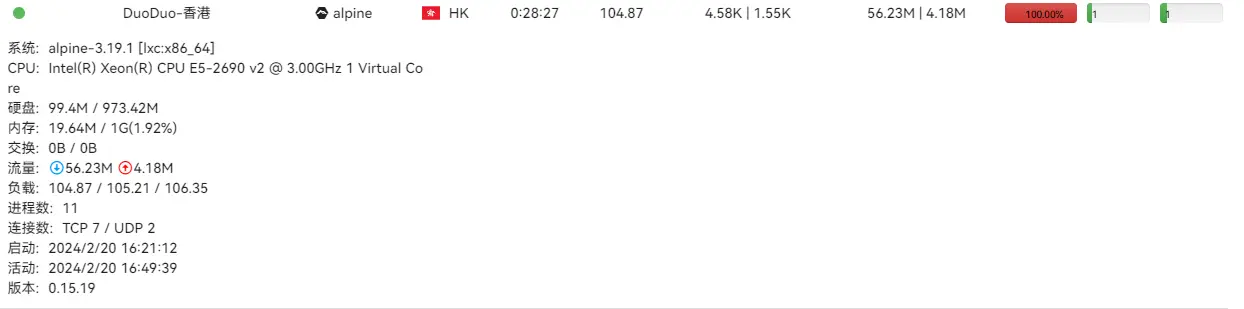 DuoDuo-香港 alpine HK 0:28:27 104.87 4.58K | 1.55K 56.23M | 4.18M 100.00% 1 1
系统: alpine-3.19.1 [lxc:x86_64]
CPU: Intel(R) Xeon(R) CPU E5-2690 v2 @ 3.00GHz 1 Virtual Co
re
硬盘: 99.4M / 973.42M
内存: 19.64M / 1G(1.92%)
交换: 0B / 0B
流量: 56.23M 4.18M
负载: 104.87 / 105.21 / 106.35
进程数: 11
连接数: TCP 7 / UDP 2
启动: 2024/2/20 16:21:12
活动: 2024/2/20 16:49:39
版本: 0.15.19